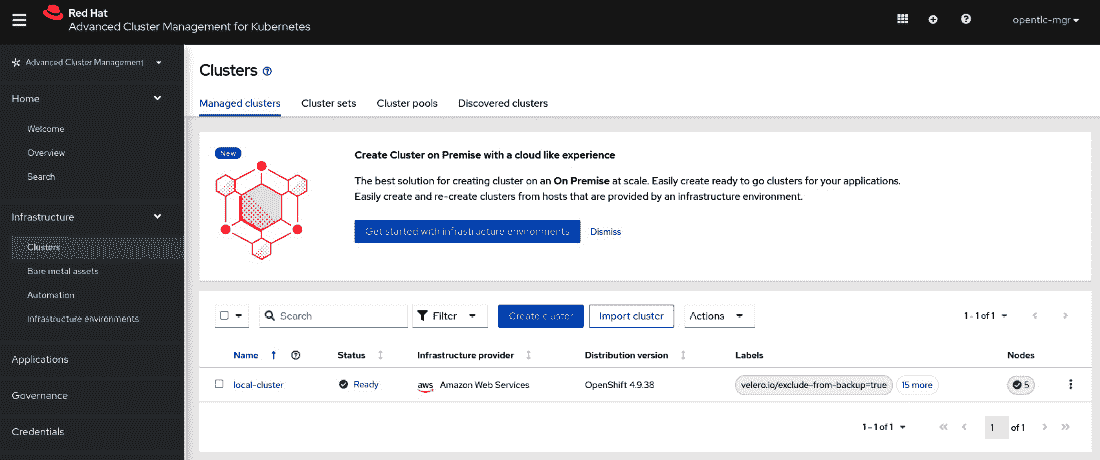 Red Hat
Advanced Cluster Management for Kubernetes
opentlc-mgr
Advanced Cluster Management
Home
Welcome
Overview
Search
Infrastructure
Clusters
Bare metal assets
Automation
Infrastructure environments
Applications
Governance
Credentials
Clusters
Managed clusters Cluster sets Cluster pools Discovered clusters
New
Create Cluster on Premise with a cloud like experience
The best solution for creating cluster on an On Premise at scale. Easily create ready to go clusters for your applications.
Easily create and re-create clusters from hosts that are provided by an infrastructure environment.
Get started with infrastructure environments Dismiss
Search Filter Create cluster Import cluster Actions 1 - 1 of 1
Name Status Infrastructure provider Distribution version Labels Nodes
local-cluster Ready aws Amazon Web Services OpenShift 4.9.38 velero.io/exclude-from-backup=true 15 more 5
1 - 1 of 1 1 of 1